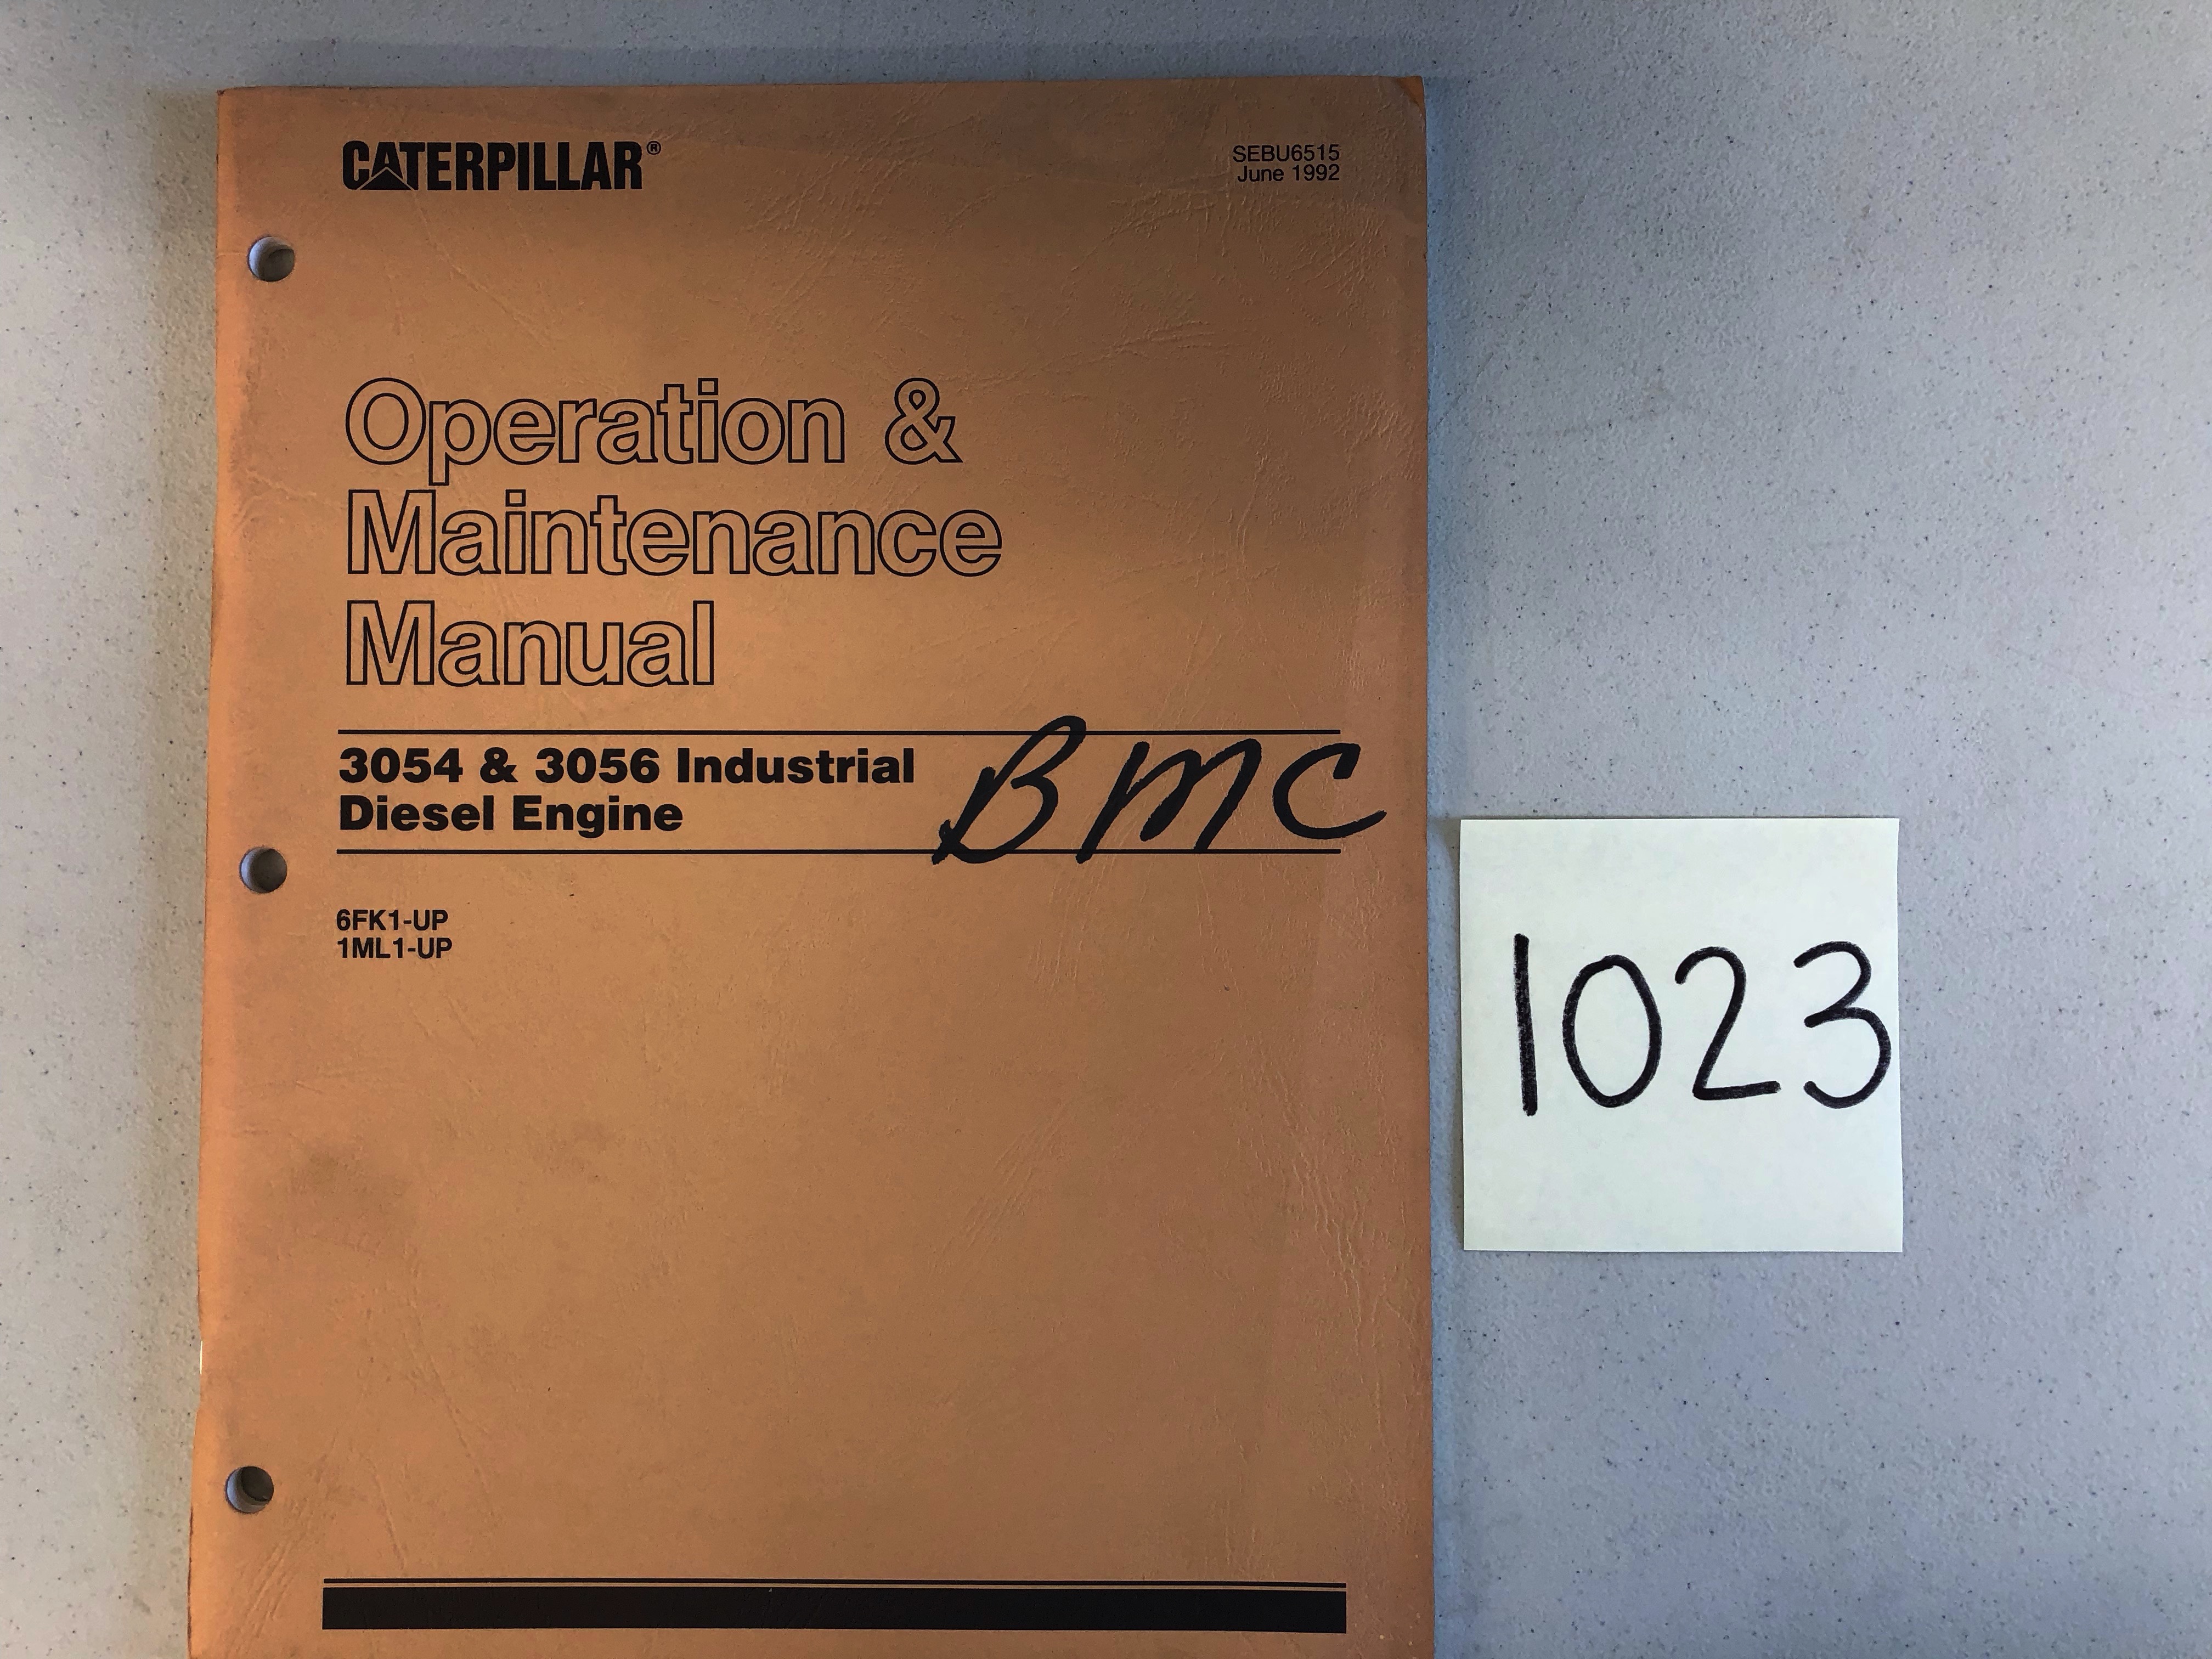 CATERPILLAR®
SEBU6515
June 1992
Operation &
Maintenance
Manual
3054 & 3056 Industrial
Diesel Engine
BMC
6FK1-UP
1ML1-UP
1023